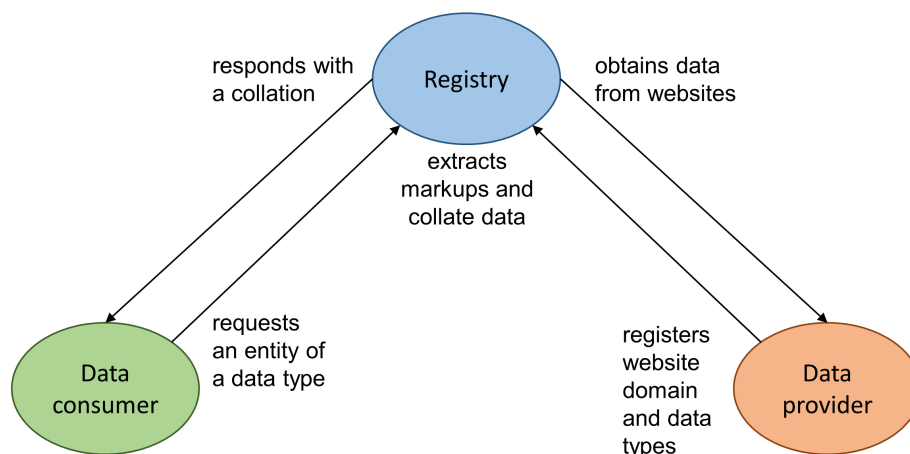 responds with
a collation
Registry
obtains data
from websites
extracts
markups and
collate data
requests
an entity of
a data type
registers
website
domain
and data
types
Data
consumer
Data
provider